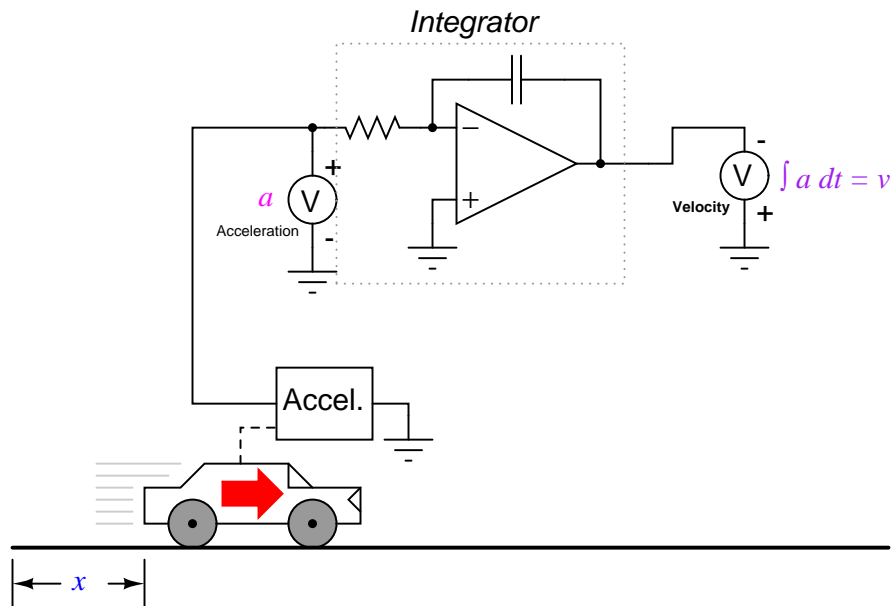 Integrator
−
+
+
V
-
a
Acceleration
-
V
+
∫ a dt = v
Velocity
Accel.
x